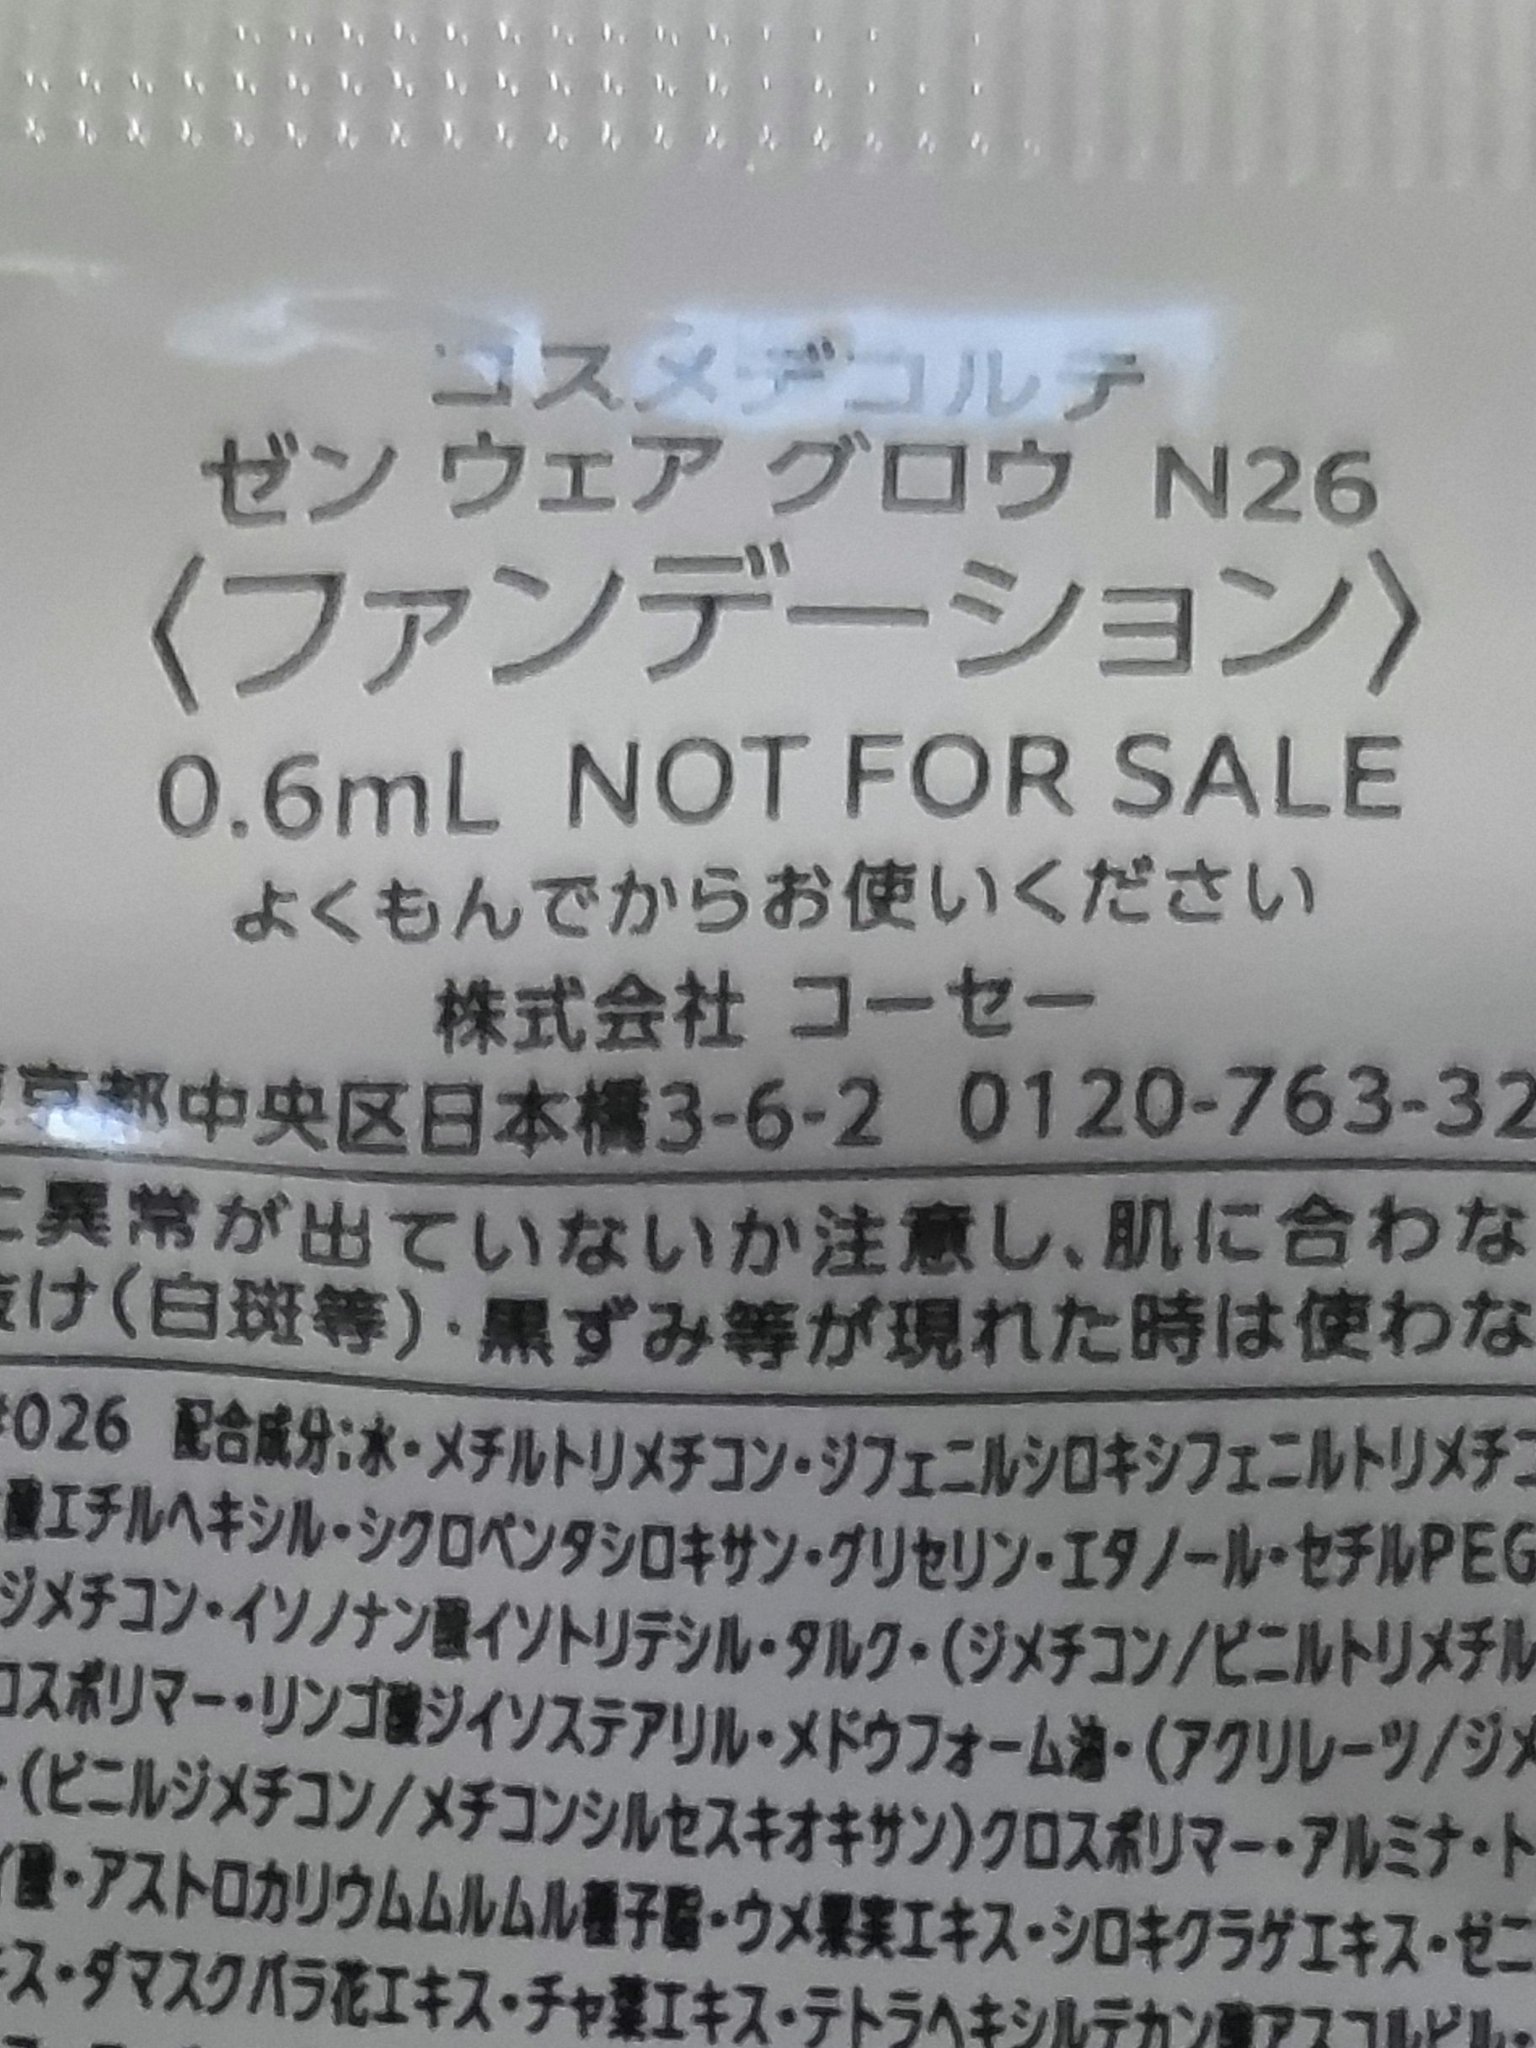 コスメデコルテ
ゼン ウェア グロウ N26
〈ファンデーション〉
0.6mL NOT FOR SALE
よくもんでからお使いください
株式会社 コーセー
京都中央区日本橋3-6-2 0120-763-32
に異常が出ていないか注意し、肌に合わな
抜け(白斑等)・黒ずみ等が現れた時は使わな
#026 配合成分:水・メチルトリメチコン・ジフェニルシロキシフェニルトリメチコ
酸エチルヘキシル・シクロペンタシロキサン・グリセリン・エタノール・セチルPEG
ジメチコン・イソノナン酸イソトリデシル・タルク・(ジメチコン/ビニルトリメチル
ロスポリマー・リンゴ酸ジイソステアリル・メドウフォーム油・(アクリレーツ/ジメ
・(ビニルジメチコン/メチコンシルセスキオキサン)クロスポリマー・アルミナ・ト
イ酸・アストロカリウムムルムル種子脂・ウメ果実エキス・シロキクラゲエキス・ゼニ
キス・ダマスクバラ花エキス・チャ葉エキス・テトラヘキシルデカン酸アスコルビル・